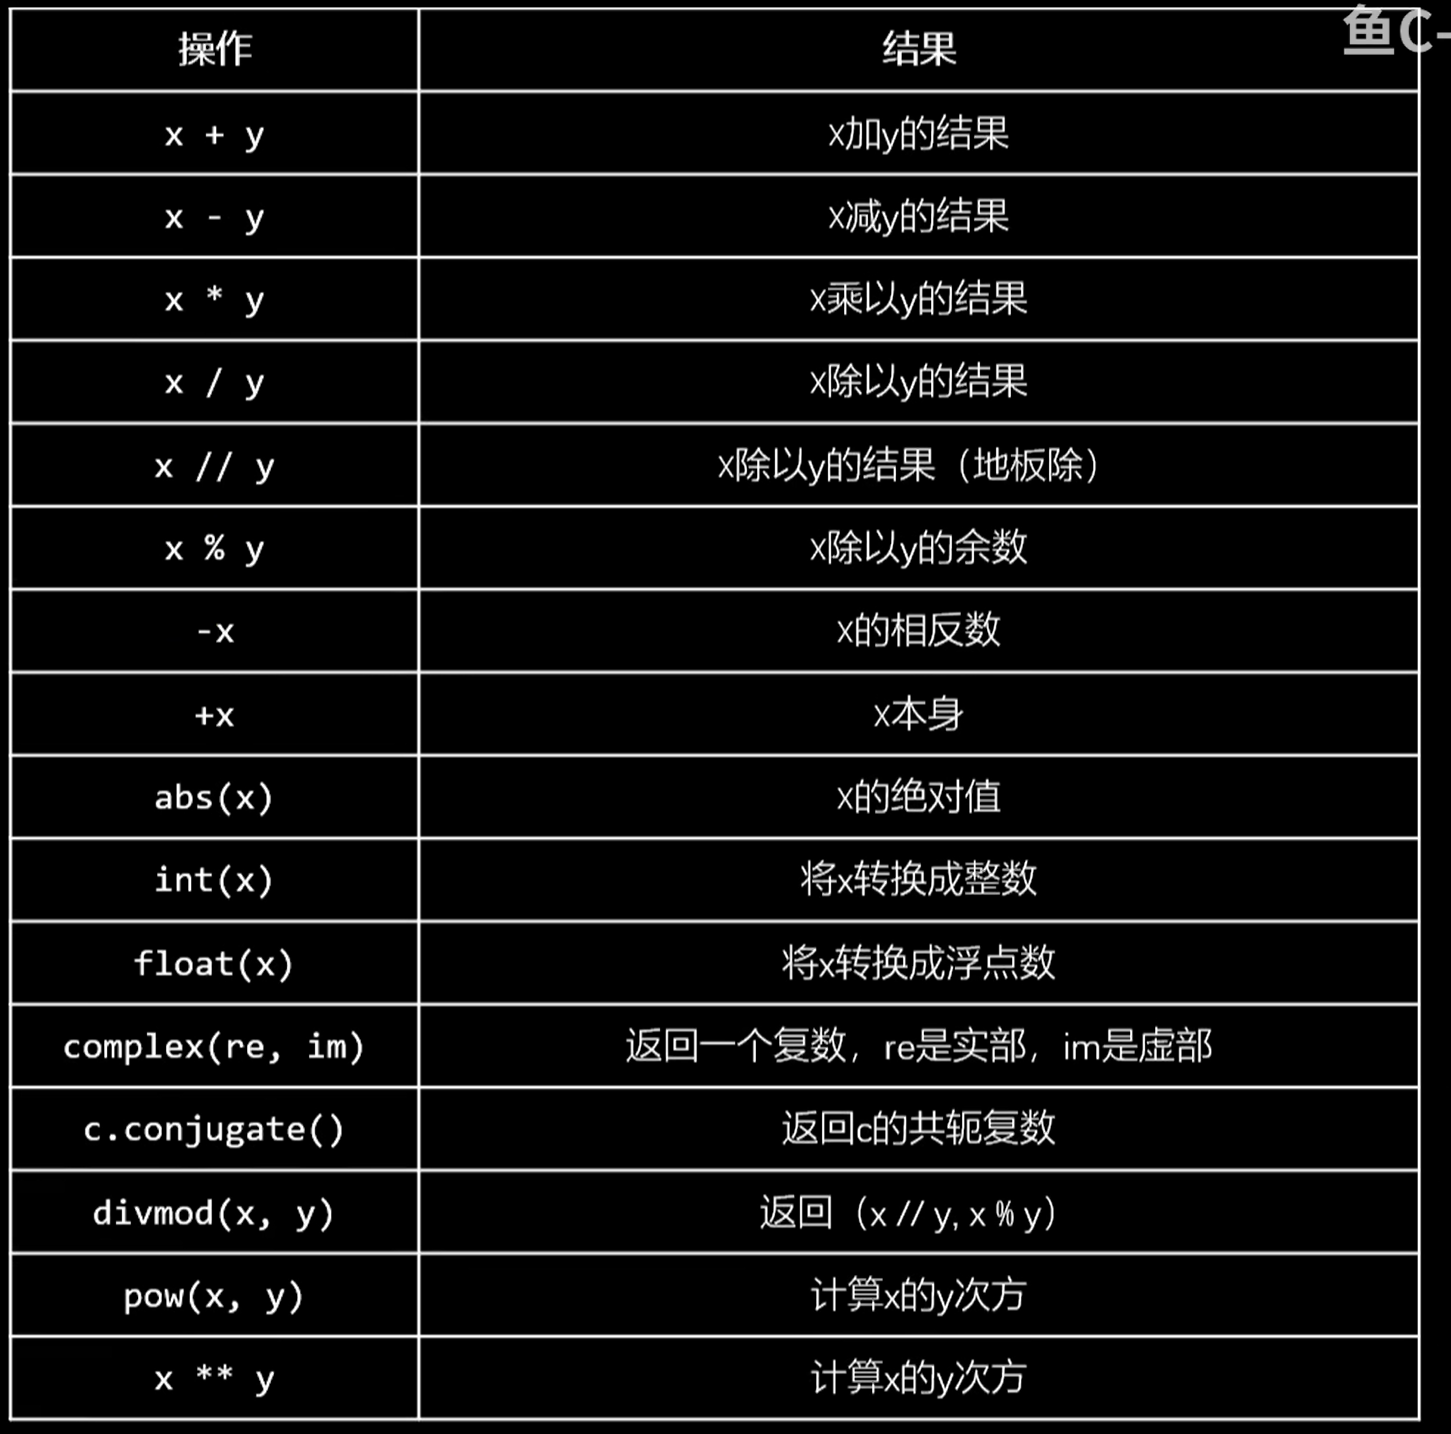 鱼C-
操作 结果
x + y x加y的结果
x - y x减y的结果
x * y x乘以y的结果
x / y x除以y的结果
x // y x除以y的结果（地板除）
x % y x除以y的余数
-x x的相反数
+x x本身
abs(x) x的绝对值
int(x) 将x转换成整数
float(x) 将x转换成浮点数
complex(re, im) 返回一个复数，re是实部，im是虚部
c.conjugate() 返回c的共轭复数
divmod(x, y) 返回（x // y, x % y）
pow(x, y) 计算x的y次方
x ** y 计算x的y次方